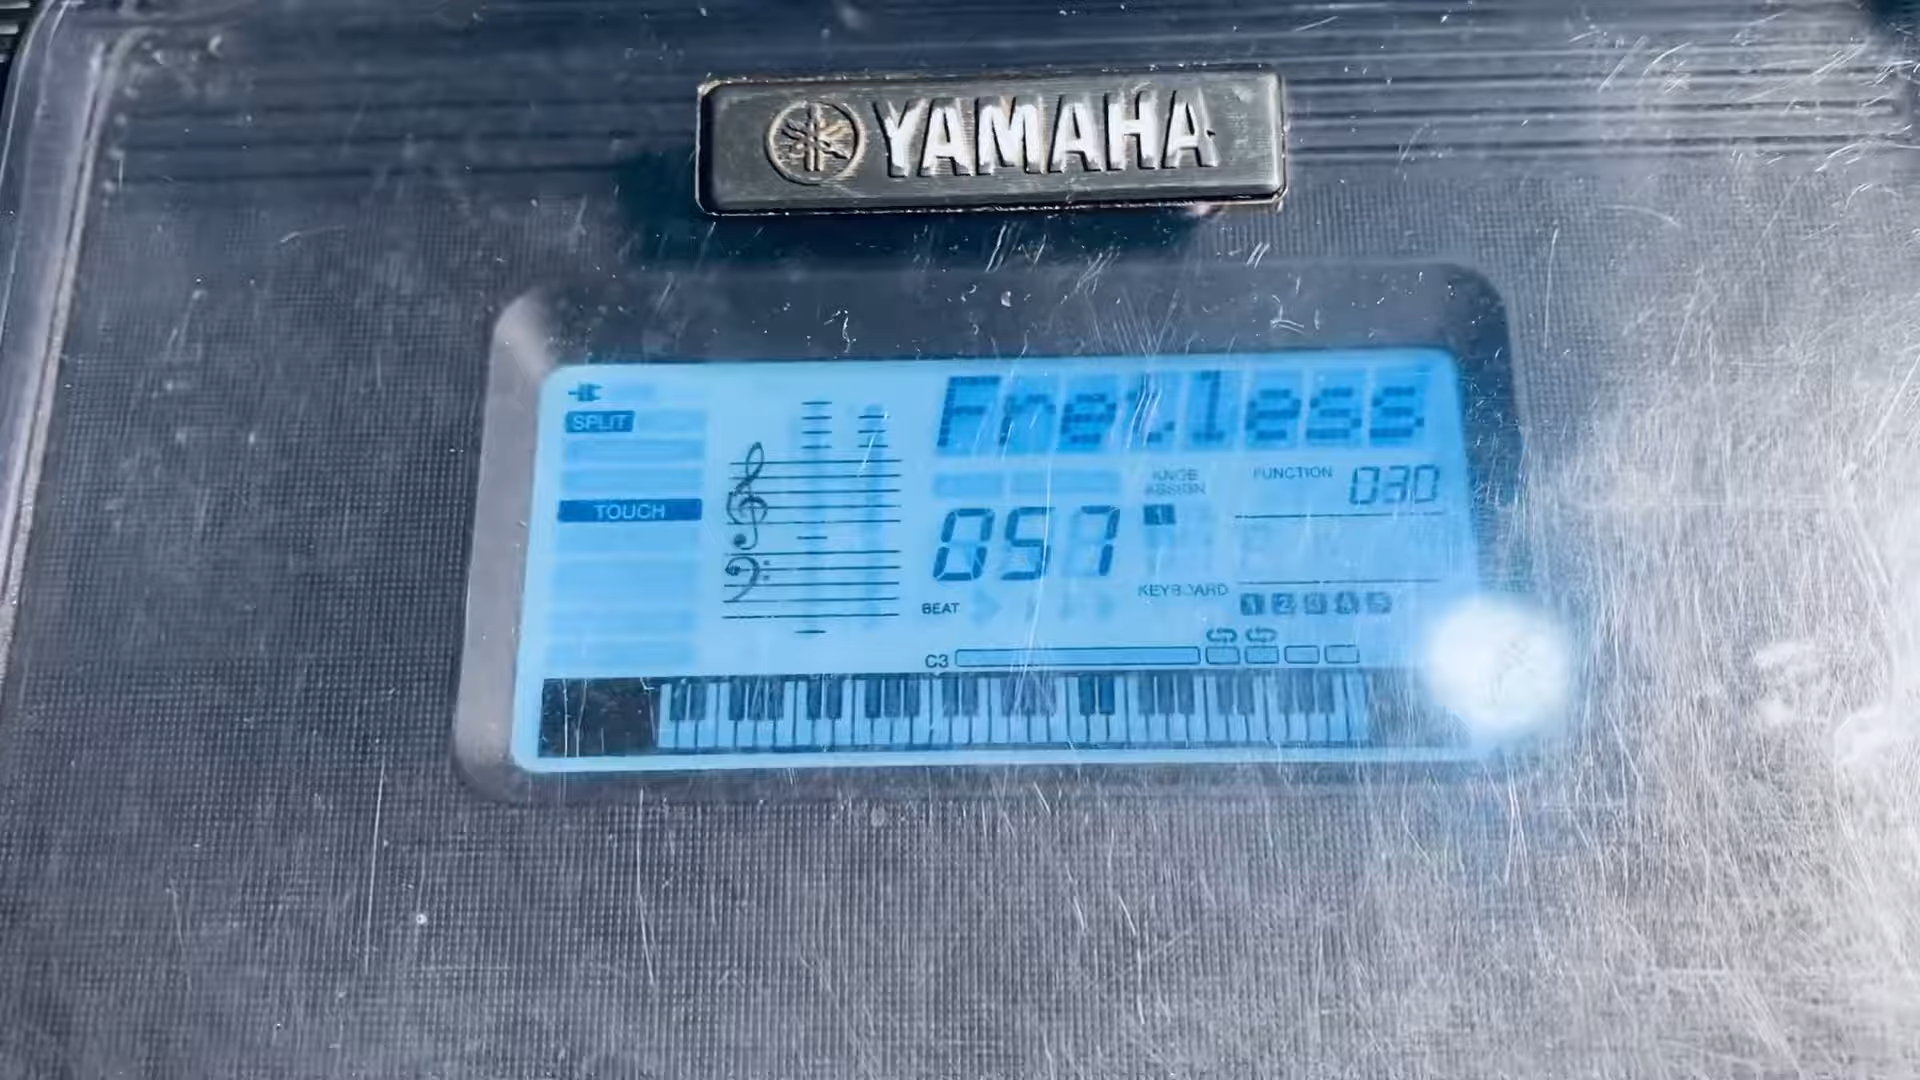 YAMAHA
Fretless
SPLIT
KNOB
ASSIGN
FUNCTION 030
TOUCH
057
1
KEYBOARD
BEAT
1 2 3 4 5
C3